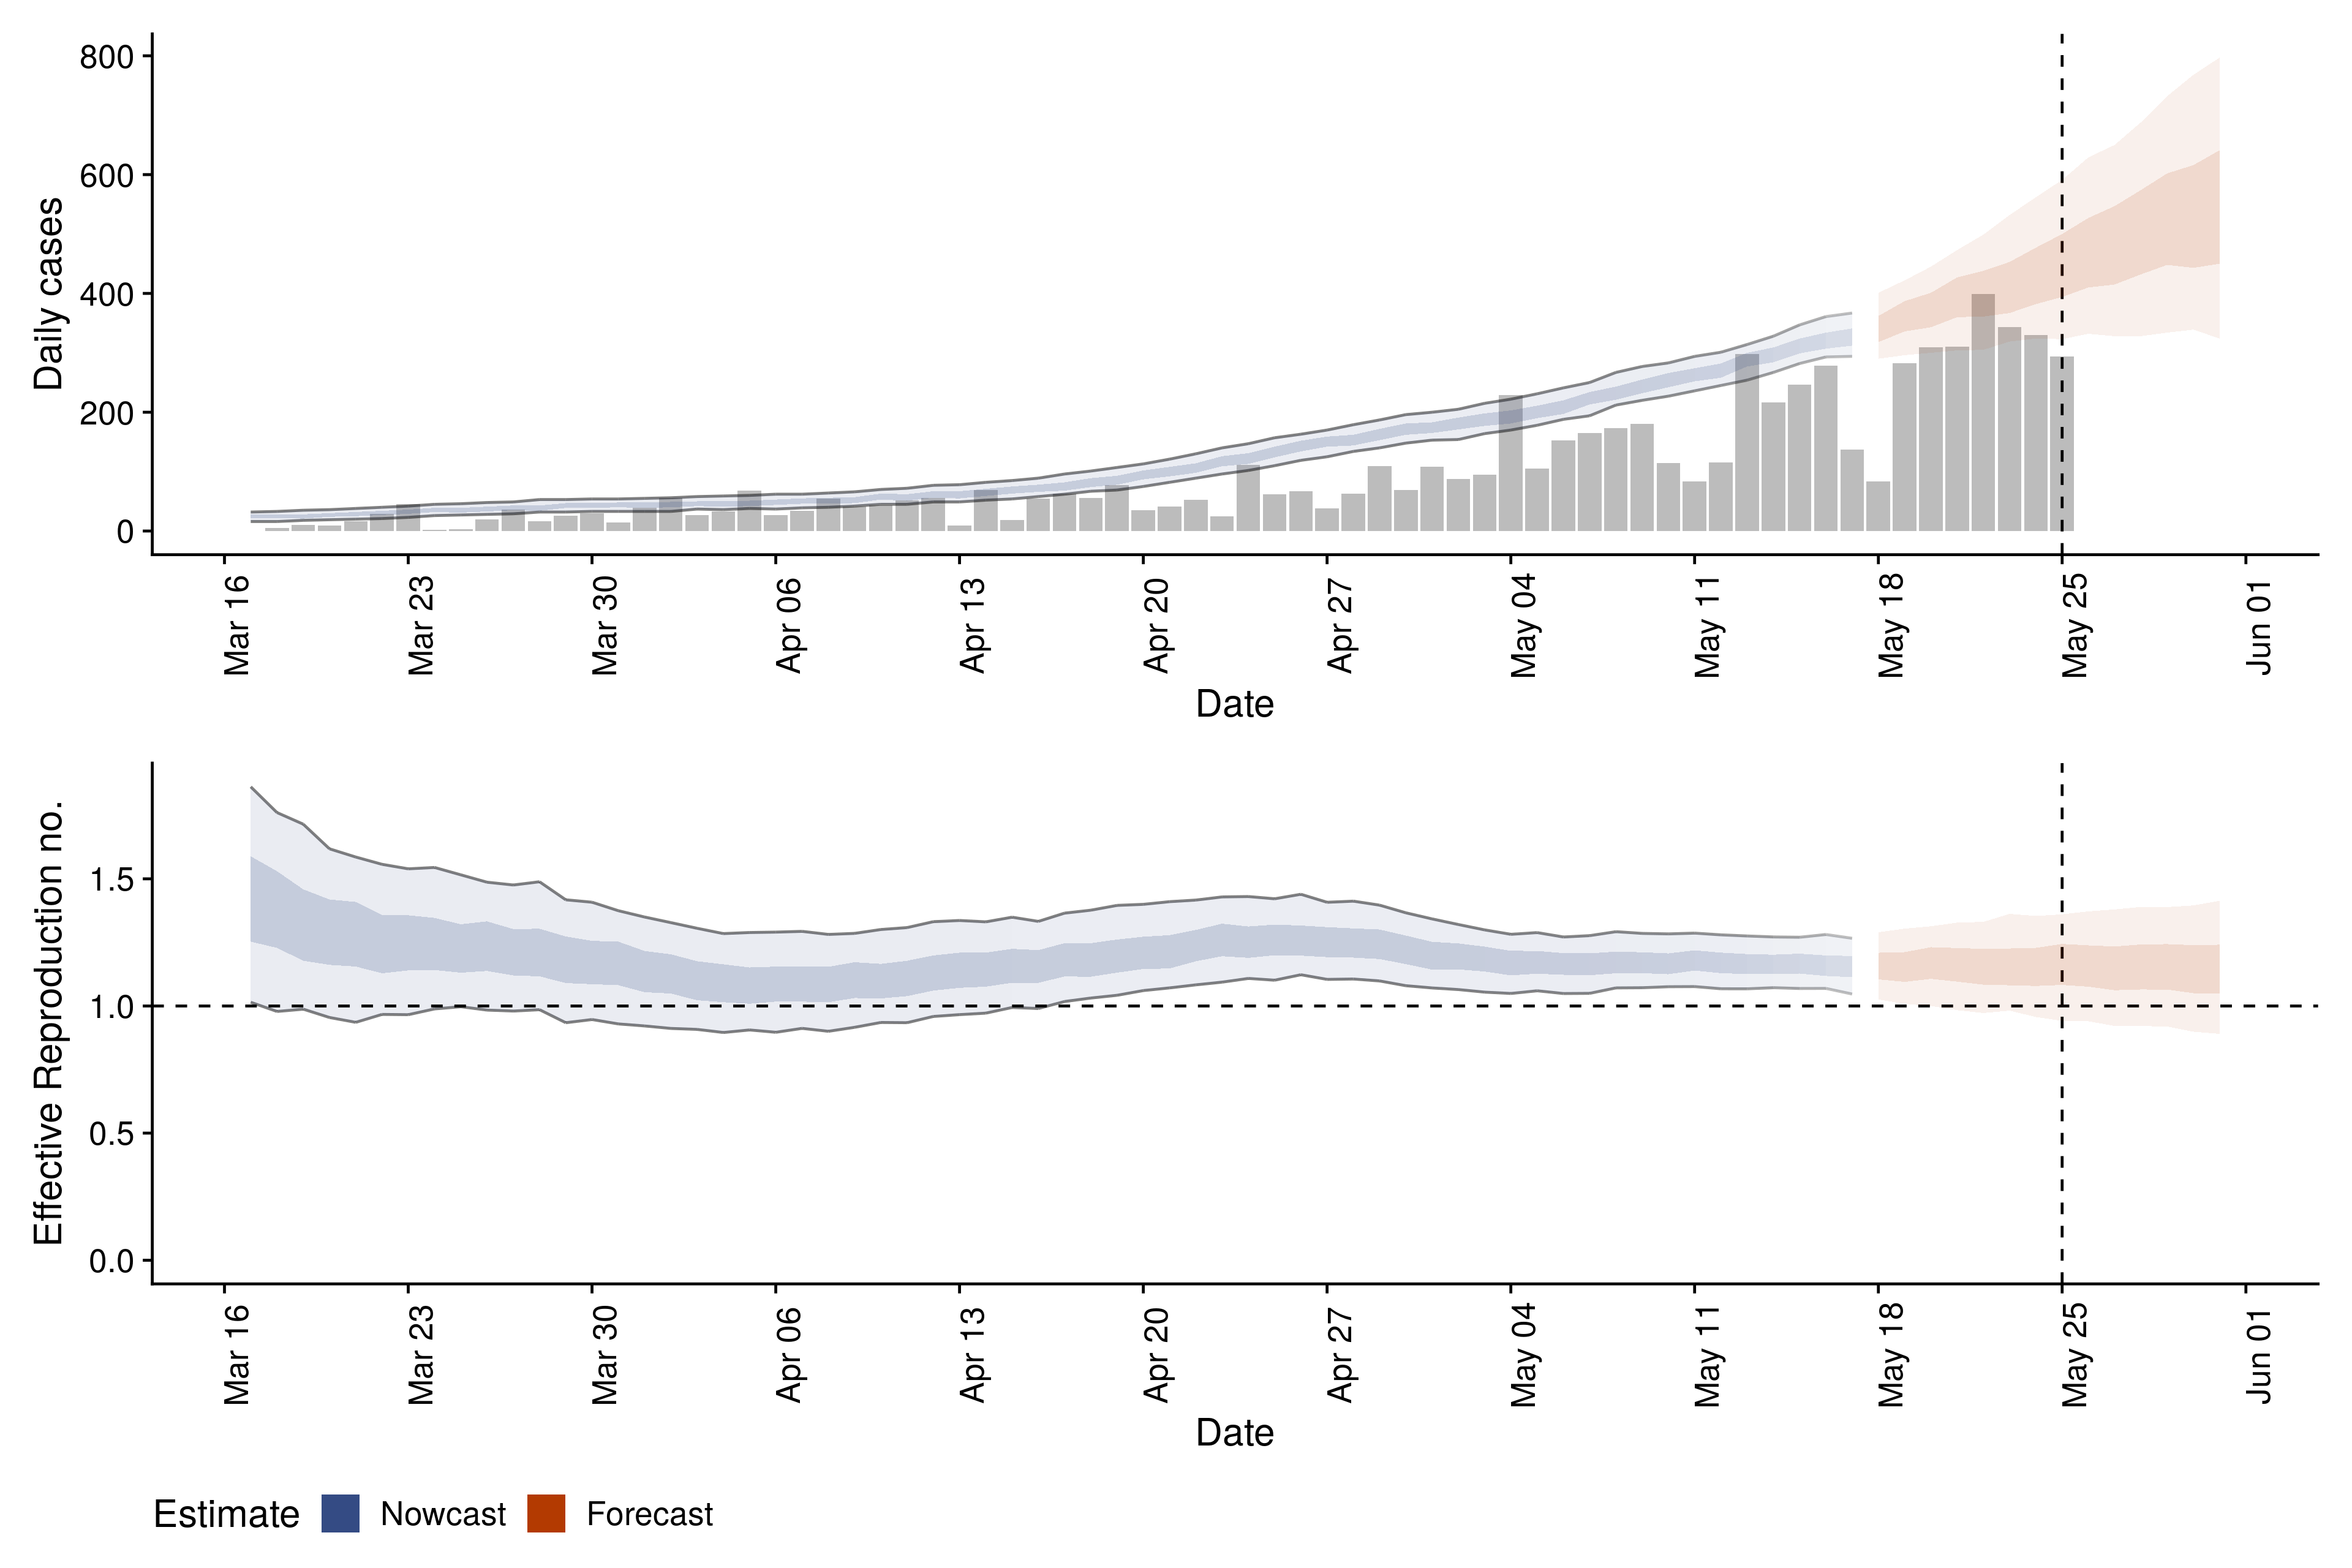 Daily cases
800
600
400
200
0
Mar 16
Mar 23
Mar 30
Apr 06
Apr 13
Apr 20
Apr 27
May 04
May 11
May 18
May 25
Jun 01
Date
Effective Reproduction no.
1.5
1.0
0.5
0.0
Mar 16
Mar 23
Mar 30
Apr 06
Apr 13
Apr 20
Apr 27
May 04
May 11
May 18
May 25
Jun 01
Date
Estimate Nowcast Forecast